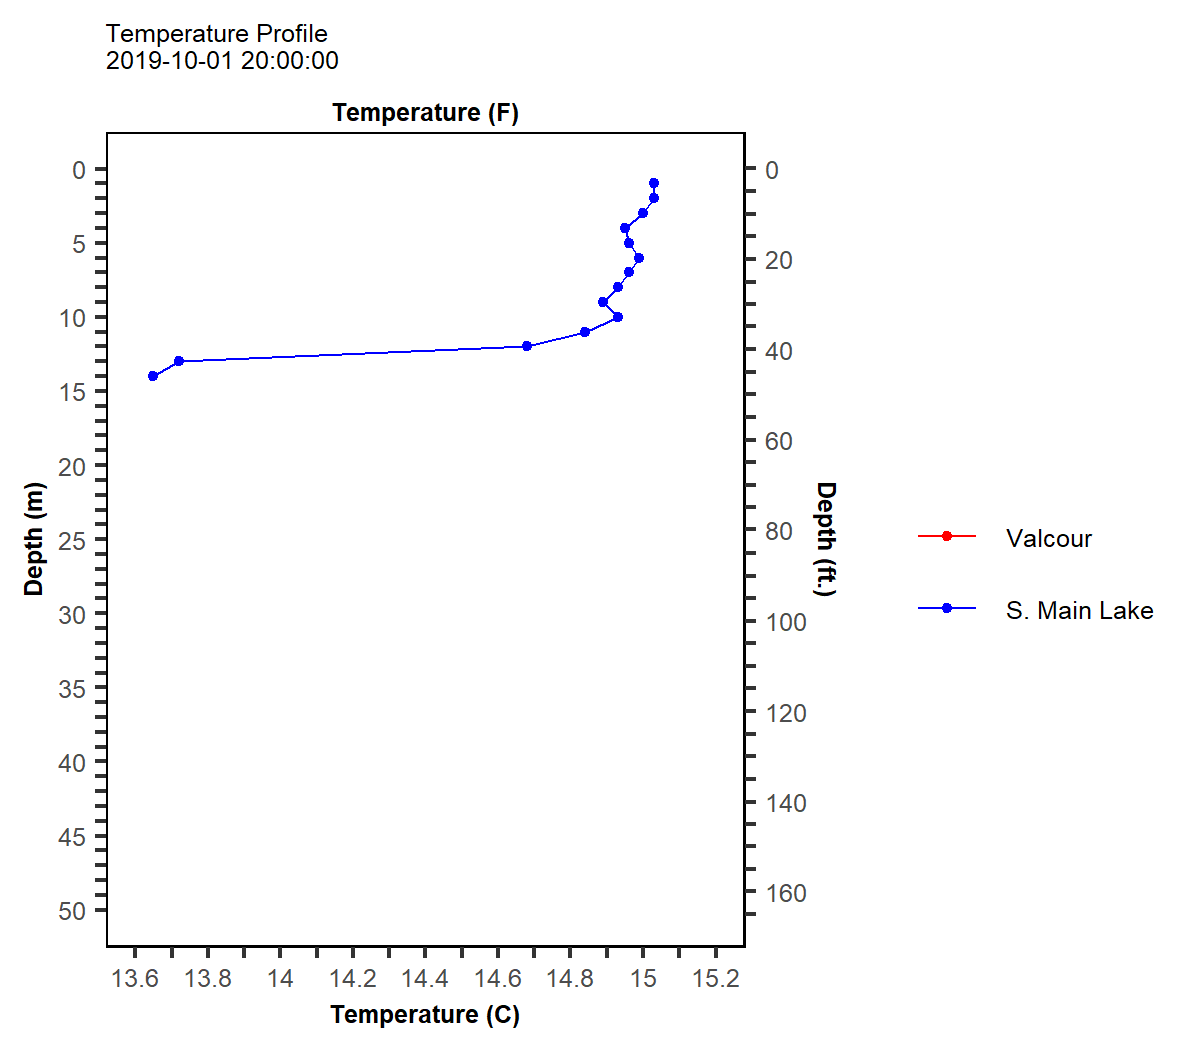 Temperature Profile
2019-10-01 20:00:00
Temperature (F)
0
5
10
15
20
25
30
35
40
45
50
Depth (m)
0
20
40
60
80
100
120
140
160
Depth (ft.)
13.6 13.8 14 14.2 14.4 14.6 14.8 15 15.2
Temperature (C)
Valcour
S. Main Lake